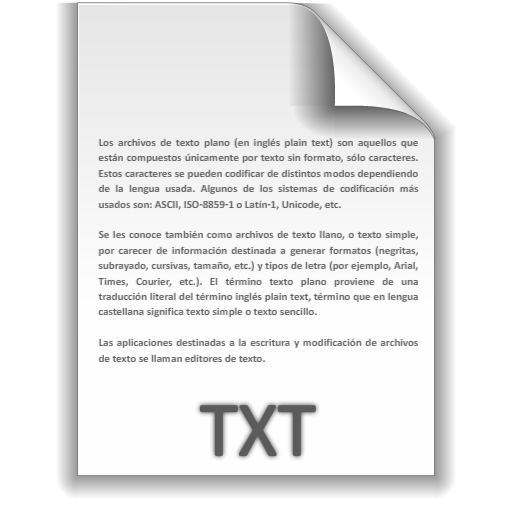 Los archivos de texto plano (en inglés plain text) son aquellos que
están compuestos únicamente por texto sin formato, sólo caracteres.
Estos caracteres se pueden codificar de distintos modos dependiendo
de la lengua usada. Algunos de los sistemas de codificación más
usados son: ASCII, ISO-8859-1 o Latín-1, Unicode, etc.
Se les conoce también como archivos de texto llano, o texto simple,
por carecer de información destinada a generar formatos (negritas,
subrayado, cursivas, tamaño, etc.) y tipos de letra (por ejemplo, Arial,
Times, Courier, etc.). El término texto plano proviene de una
traducción literal del término inglés plain text, término que en lengua
castellana significa texto simple o texto sencillo.
Las aplicaciones destinadas a la escritura y modificación de archivos
de texto se llaman editores de texto.
TXT